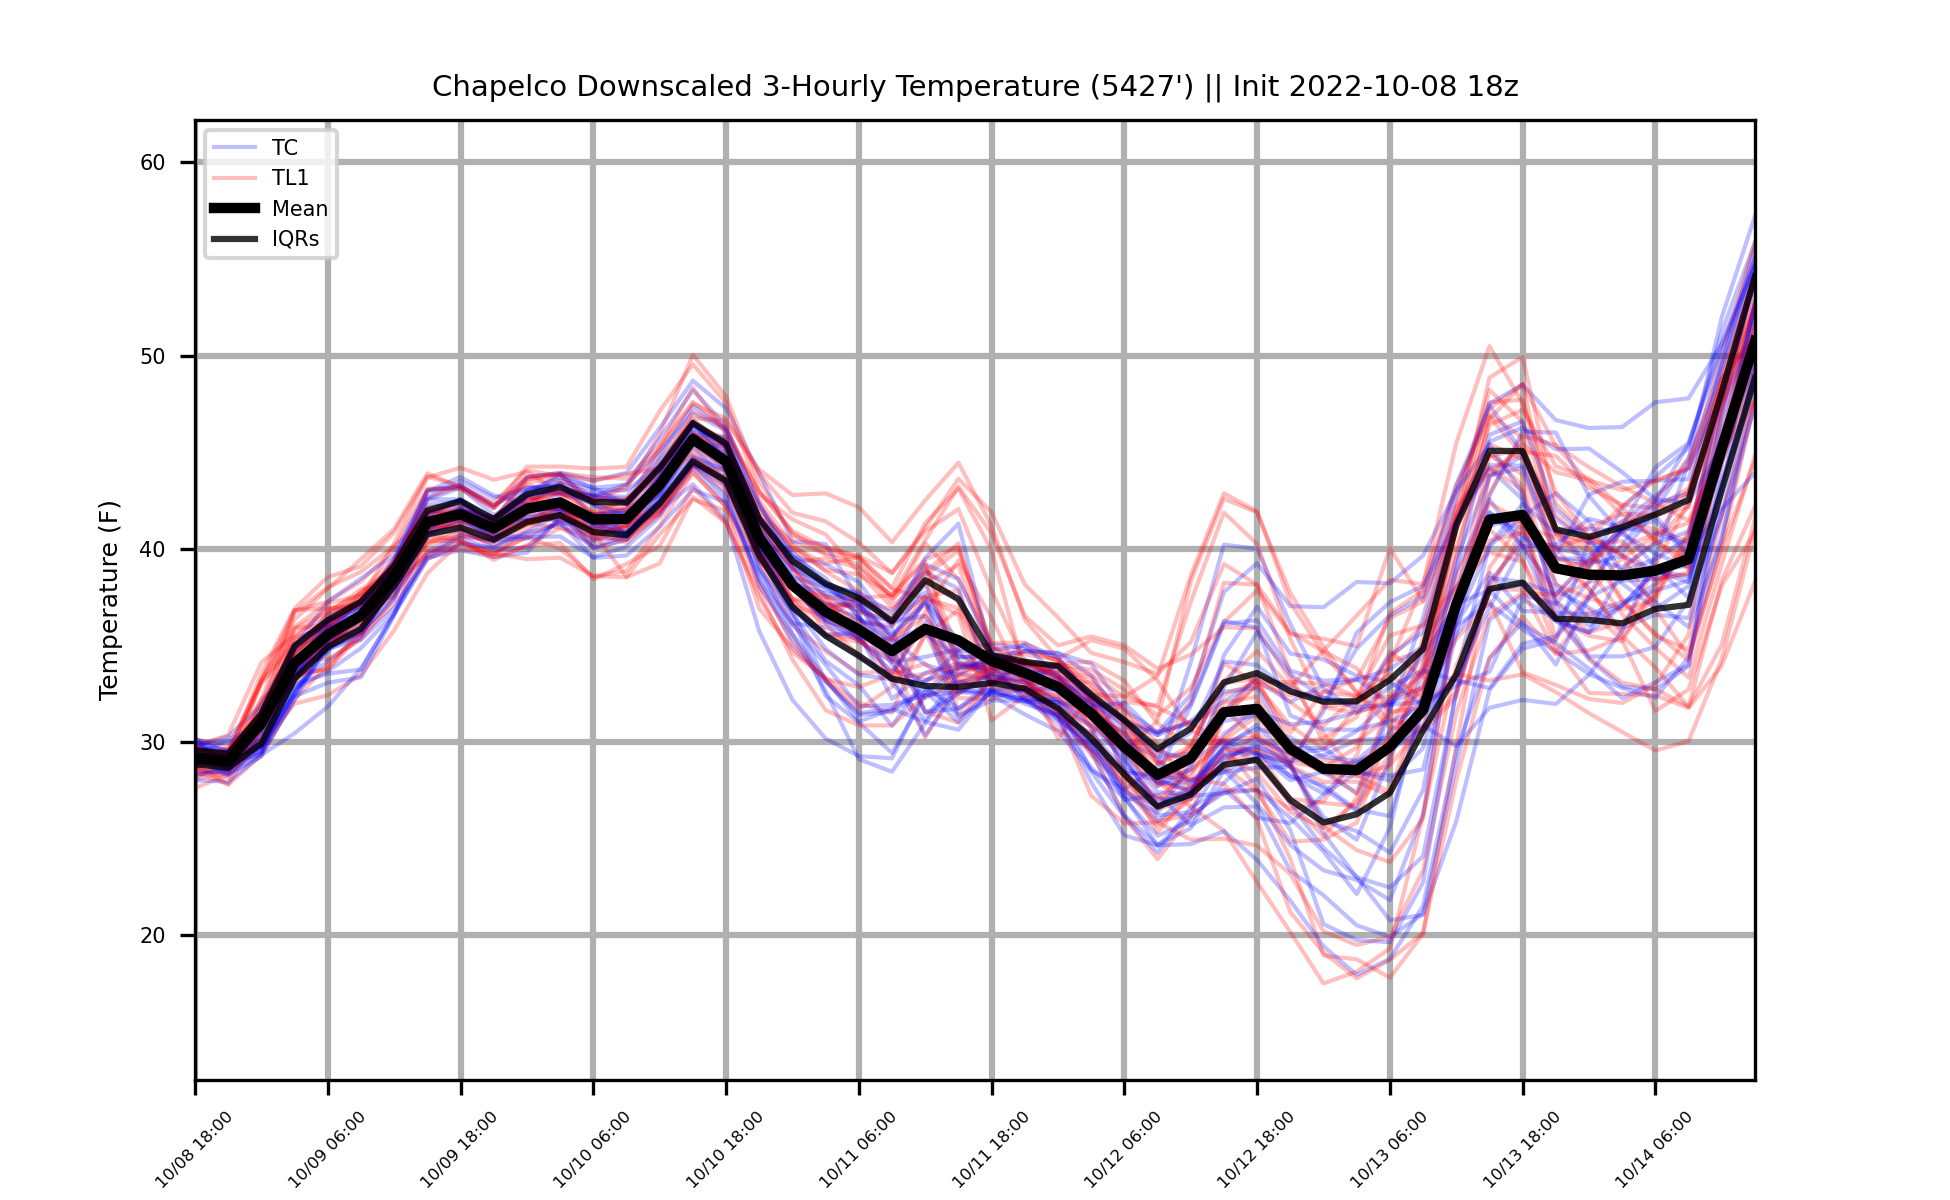 Chapelco Downscaled 3-Hourly Temperature (5427') || Init 2022-10-08 18z
TC
TL1
Mean
IQRs
Temperature (F)
60
50
40
30
20
10/08 18:00
10/09 06:00
10/09 18:00
10/10 06:00
10/10 18:00
10/11 06:00
10/11 18:00
10/12 06:00
10/12 18:00
10/13 06:00
10/13 18:00
10/14 06:00